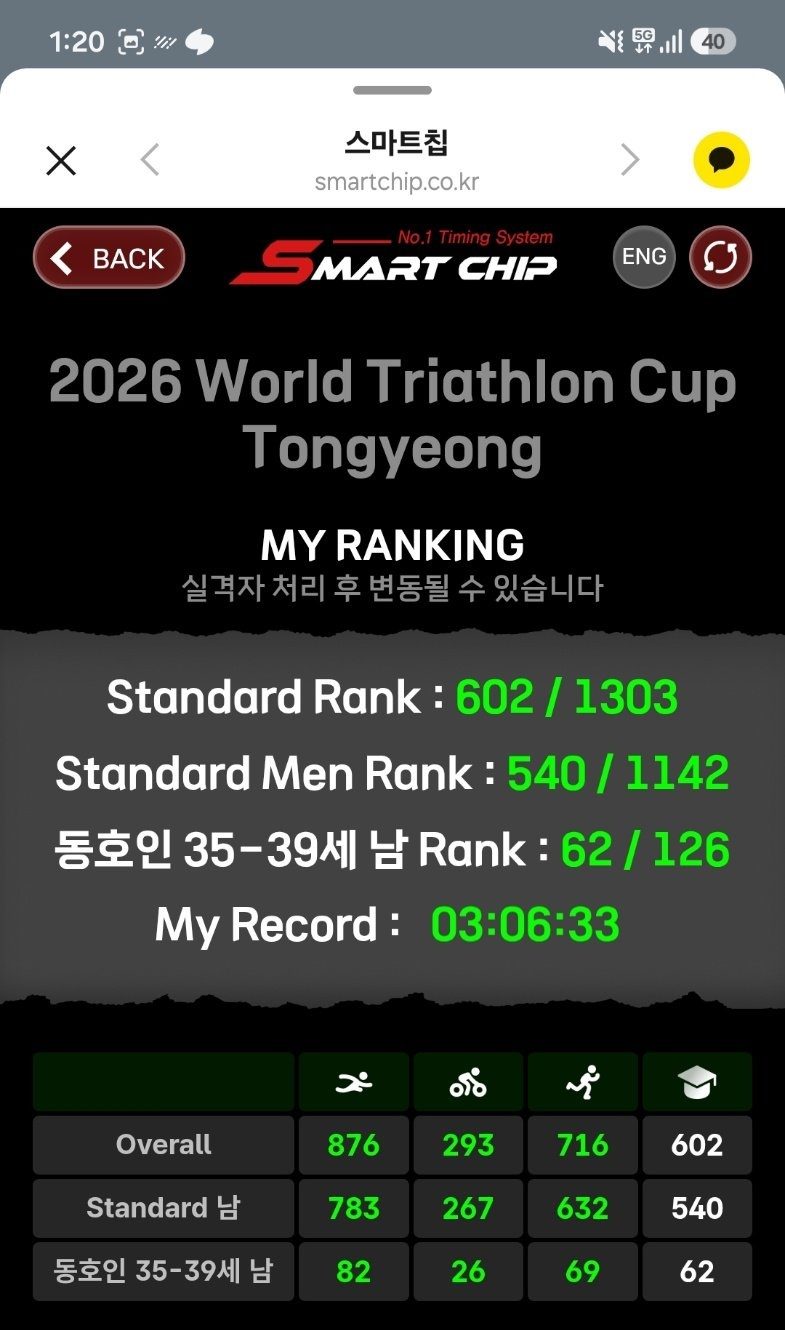 1:20 5G 40
스마트칩
smartchip.co.kr
BACK
No.1 Timing System
SMART CHIP
ENG
2026 World Triathlon Cup
Tongyeong
MY RANKING
실격자 처리 후 변동될 수 있습니다
Standard Rank : 602 / 1303
Standard Men Rank : 540 / 1142
동호인 35-39세 남 Rank : 62 / 126
My Record : 03:06:33
Overall 876 293 716 602
Standard 남 783 267 632 540
동호인 35-39세 남 82 26 69 62